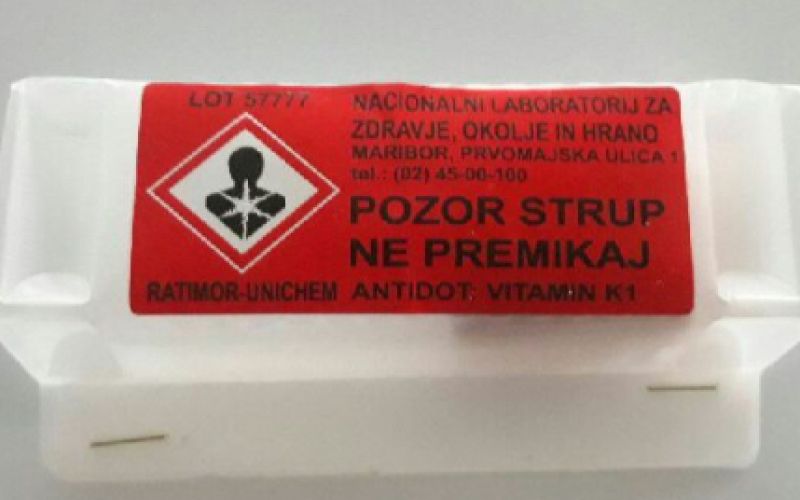 LOT 57777
NACIONALNI LABORATORIJ ZA
ZDRAVJE, OKOLJE IN HRANO
MARIBOR, PRVOMAJSKA ULICA 1
tel.: (02) 45-00-100
POZOR STRUP
NE PREMIKAJ
RATIMOR-UNICHEM
ANTIDOT: VITAMIN K1